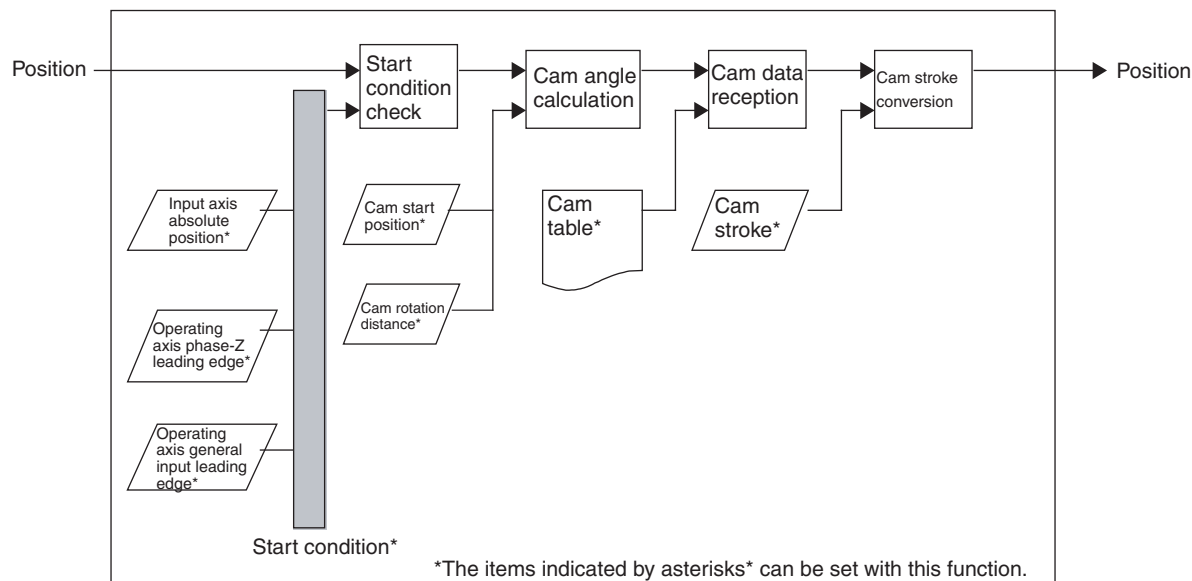 Position
Start
condition
check
Cam angle
calculation
Cam data
reception
Cam stroke
conversion
Position
Input axis
absolute
position*
Cam start
position*
Cam
table*
Cam
stroke*
Cam rotation
distance*
Operating
axis phase-Z
leading edge*
Operating
axis general
input leading
edge*
Start condition*
*The items indicated by asterisks* can be set with this function.